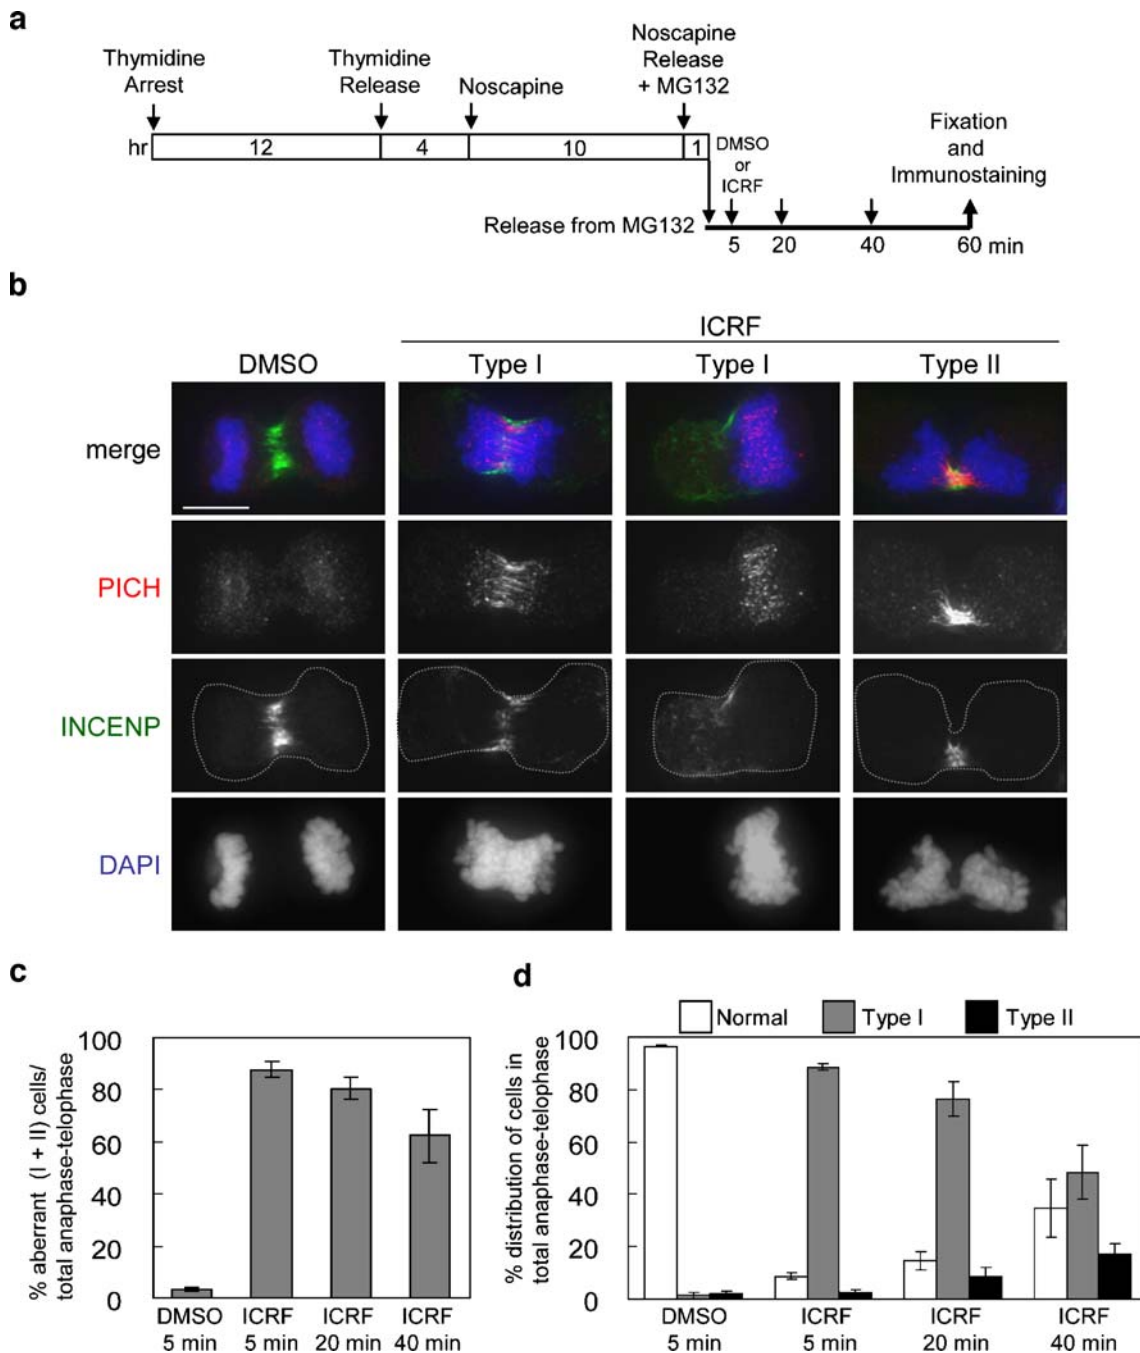 a
Thymidine
Arrest
Thymidine
Release
Noscapine
Noscapine
Release
+ MG132
hr
12
4
10
1
DMSO
or
ICRF
Fixation
and
Immunostaining
Release from MG132
5
20
40
60 min
b
ICRF
DMSO
Type I
Type I
Type II
merge
PICH
INCENP
DAPI
c
% aberrant (I + II) cells/
total anaphase-telophase
100
80
60
40
20
0
DMSO
5 min
ICRF
5 min
ICRF
20 min
ICRF
40 min
d
Normal
Type I
Type II
% distribution of cells in
total anaphase-telophase
100
80
60
40
20
0
DMSO
5 min
ICRF
5 min
ICRF
20 min
ICRF
40 min